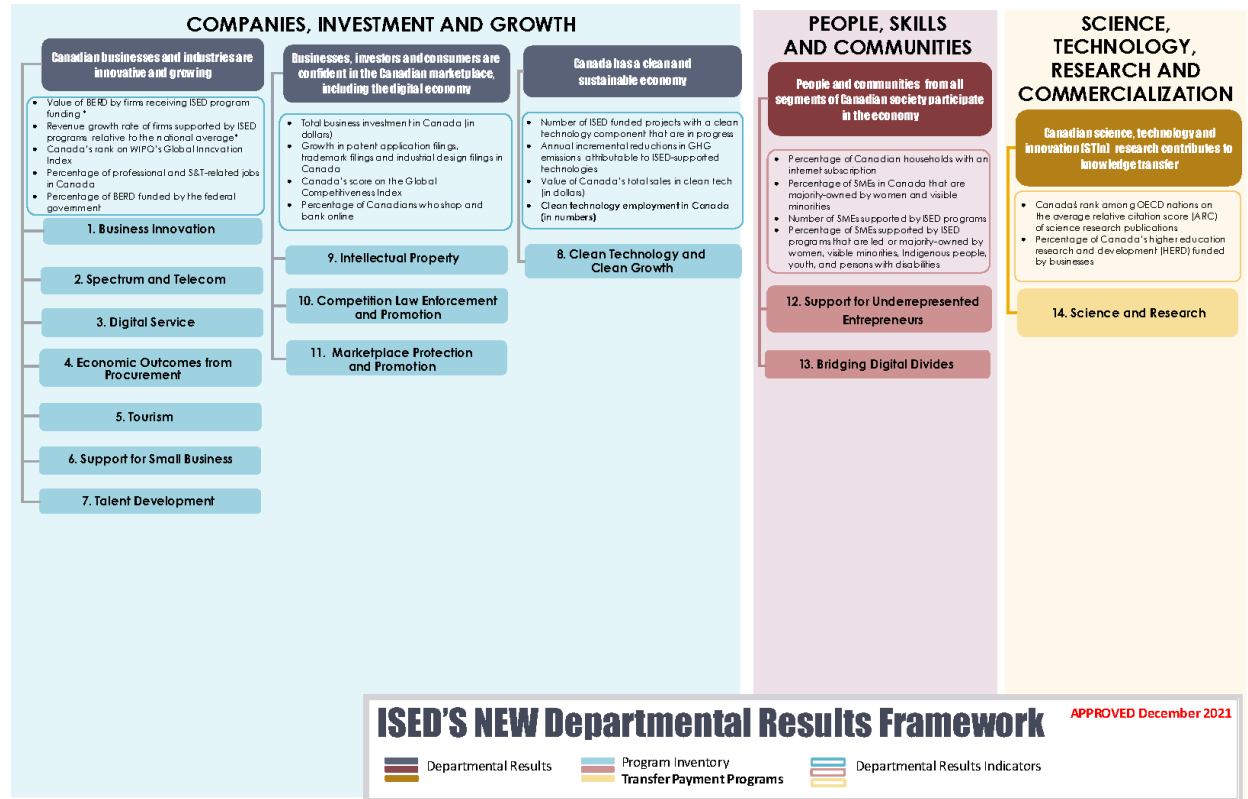 COMPANIES, INVESTMENT AND GROWTH
Canadian businesses and industries are
innovative and growing
• Value of BERD by firms receiving ISED program
funding *
• Revenue growth rate of firms supported by ISED
programs relative to the national average*
• Canada's rank on WIPO's Global Innovation
Index
• Percentage of professional and S&T-related jobs
in Canada
• Percentage of BERD funded by the federal
government
1. Business Innovation
2. Spectrum and Telecom
3. Digital Service
4. Economic Outcomes from
Procurement
5. Tourism
6. Support for Small Business
7. Talent Development
Businesses, investors and consumers are
confident in the Canadian marketplace,
including the digital economy
• Total business investment in Canada (in
dollars)
• Growth in patent application filings,
trademark filings and industrial design filings in
Canada
• Canada's score on the Global
Competitiveness Index
• Percentage of Canadians who shop and
bank online
9. Intellectual Property
10. Competition Law Enforcement
and Promotion
11. Marketplace Protection
and Promotion
Canada has a clean and
sustainable economy
• Number of ISED funded projects with a clean
technology component that are in progress
• Annual incremental reductions in GHG
emissions attributable to ISED-supported
technologies
• Value of Canada's total sales in clean tech
(in dollars)
• Clean technology employment in Canada
(in numbers)
8. Clean Technology and
Clean Growth
PEOPLE, SKILLS
AND COMMUNITIES
People and communities from all
segments of Canadian society participate
in the economy
• Percentage of Canadian households with an
internet subscription
• Percentage of SMEs in Canada that are
majority-owned by women and visible
minorities
• Number of SMEs supported by ISED programs
• Percentage of SMEs supported by ISED
programs that are led or majority-owned by
women, visible minorities, Indigenous people,
youth, and persons with disabilities
12. Support for Underrepresented
Entrepreneurs
13. Bridging Digital Divides
SCIENCE,
TECHNOLOGY,
RESEARCH AND
COMMERCIALIZATION
Canadian science, technology and
innovation (STIn) research contributes to
knowledge transfer
• Canada's rank among OECD nations on
the average relative citation score (ARC)
of science research publications
• Percentage of Canada's higher education
research and development (HERD) funded
by businesses
14. Science and Research
ISED'S NEW Departmental Results Framework
APPROVED December 2021
Departmental Results
Program Inventory
Transfer Payment Programs
Departmental Results Indicators